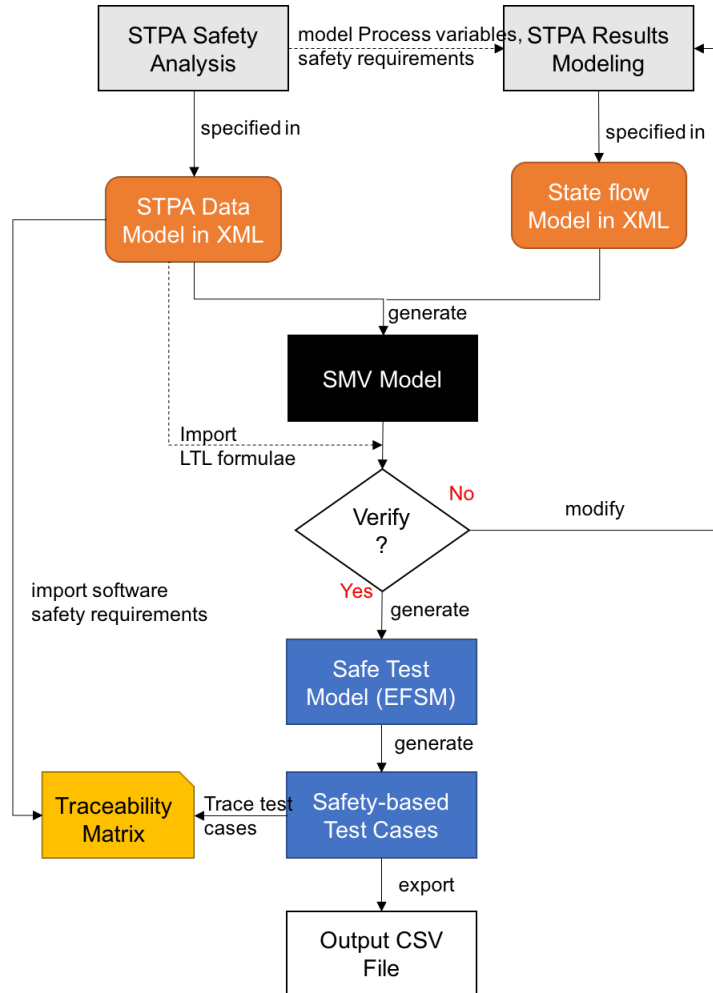 STPA Safety
Analysis
model Process variables,
safety requirements
STPA Results
Modeling
specified in
specified in
STPA Data
Model in XML
State flow
Model in XML
generate
SMV Model
Import
LTL formulae
No
Verify
?
modify
Yes
import software
safety requirements
generate
Safe Test
Model (EFSM)
generate
Traceability
Matrix
Trace test
cases
Safety-based
Test Cases
export
Output CSV
File